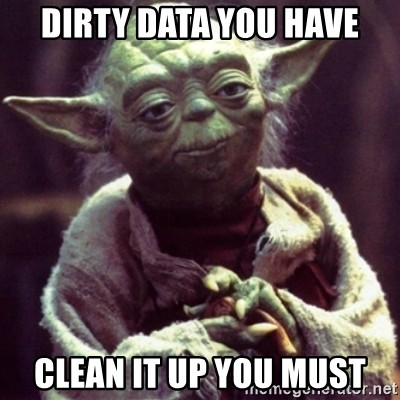 DIRTY DATA YOU HAVE
CLEAN IT UP YOU MUST
memegenerator.net